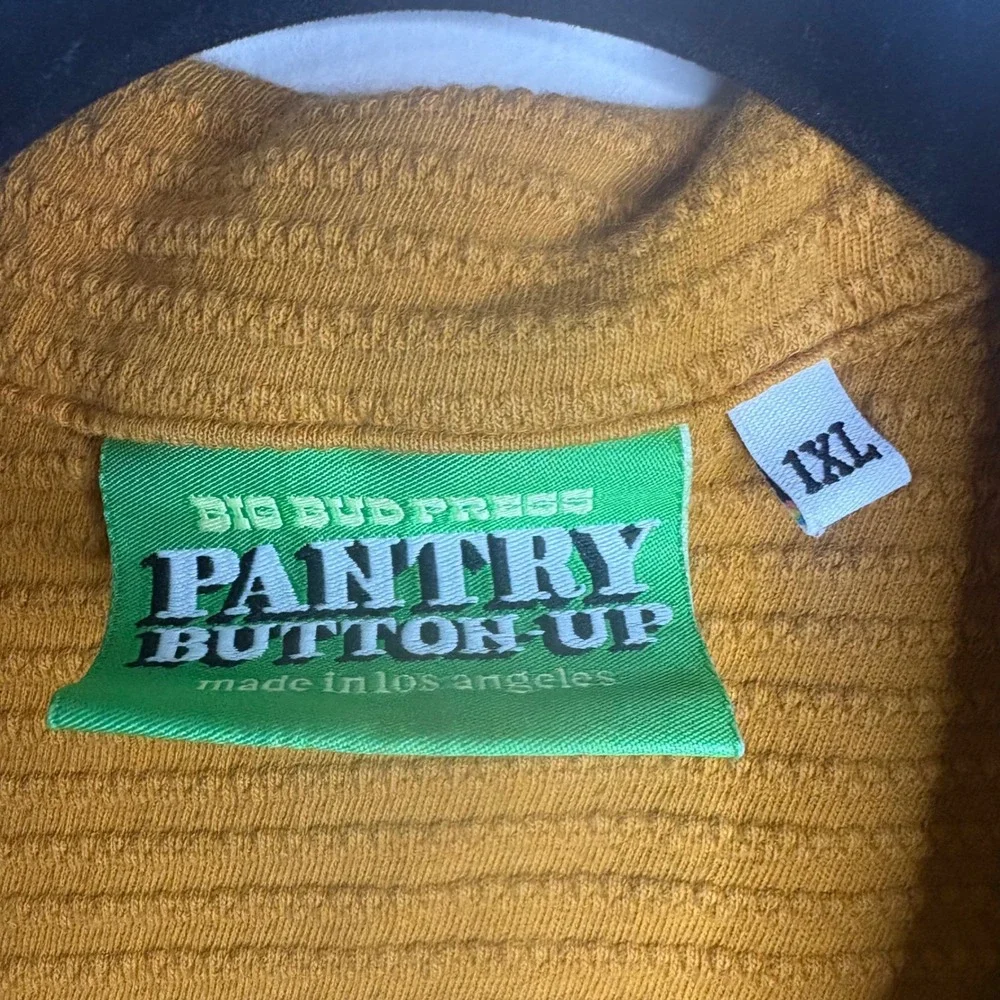 BIG BUD PRESS
PANTRY
BUTTON-UP
made in los angeles
1XL